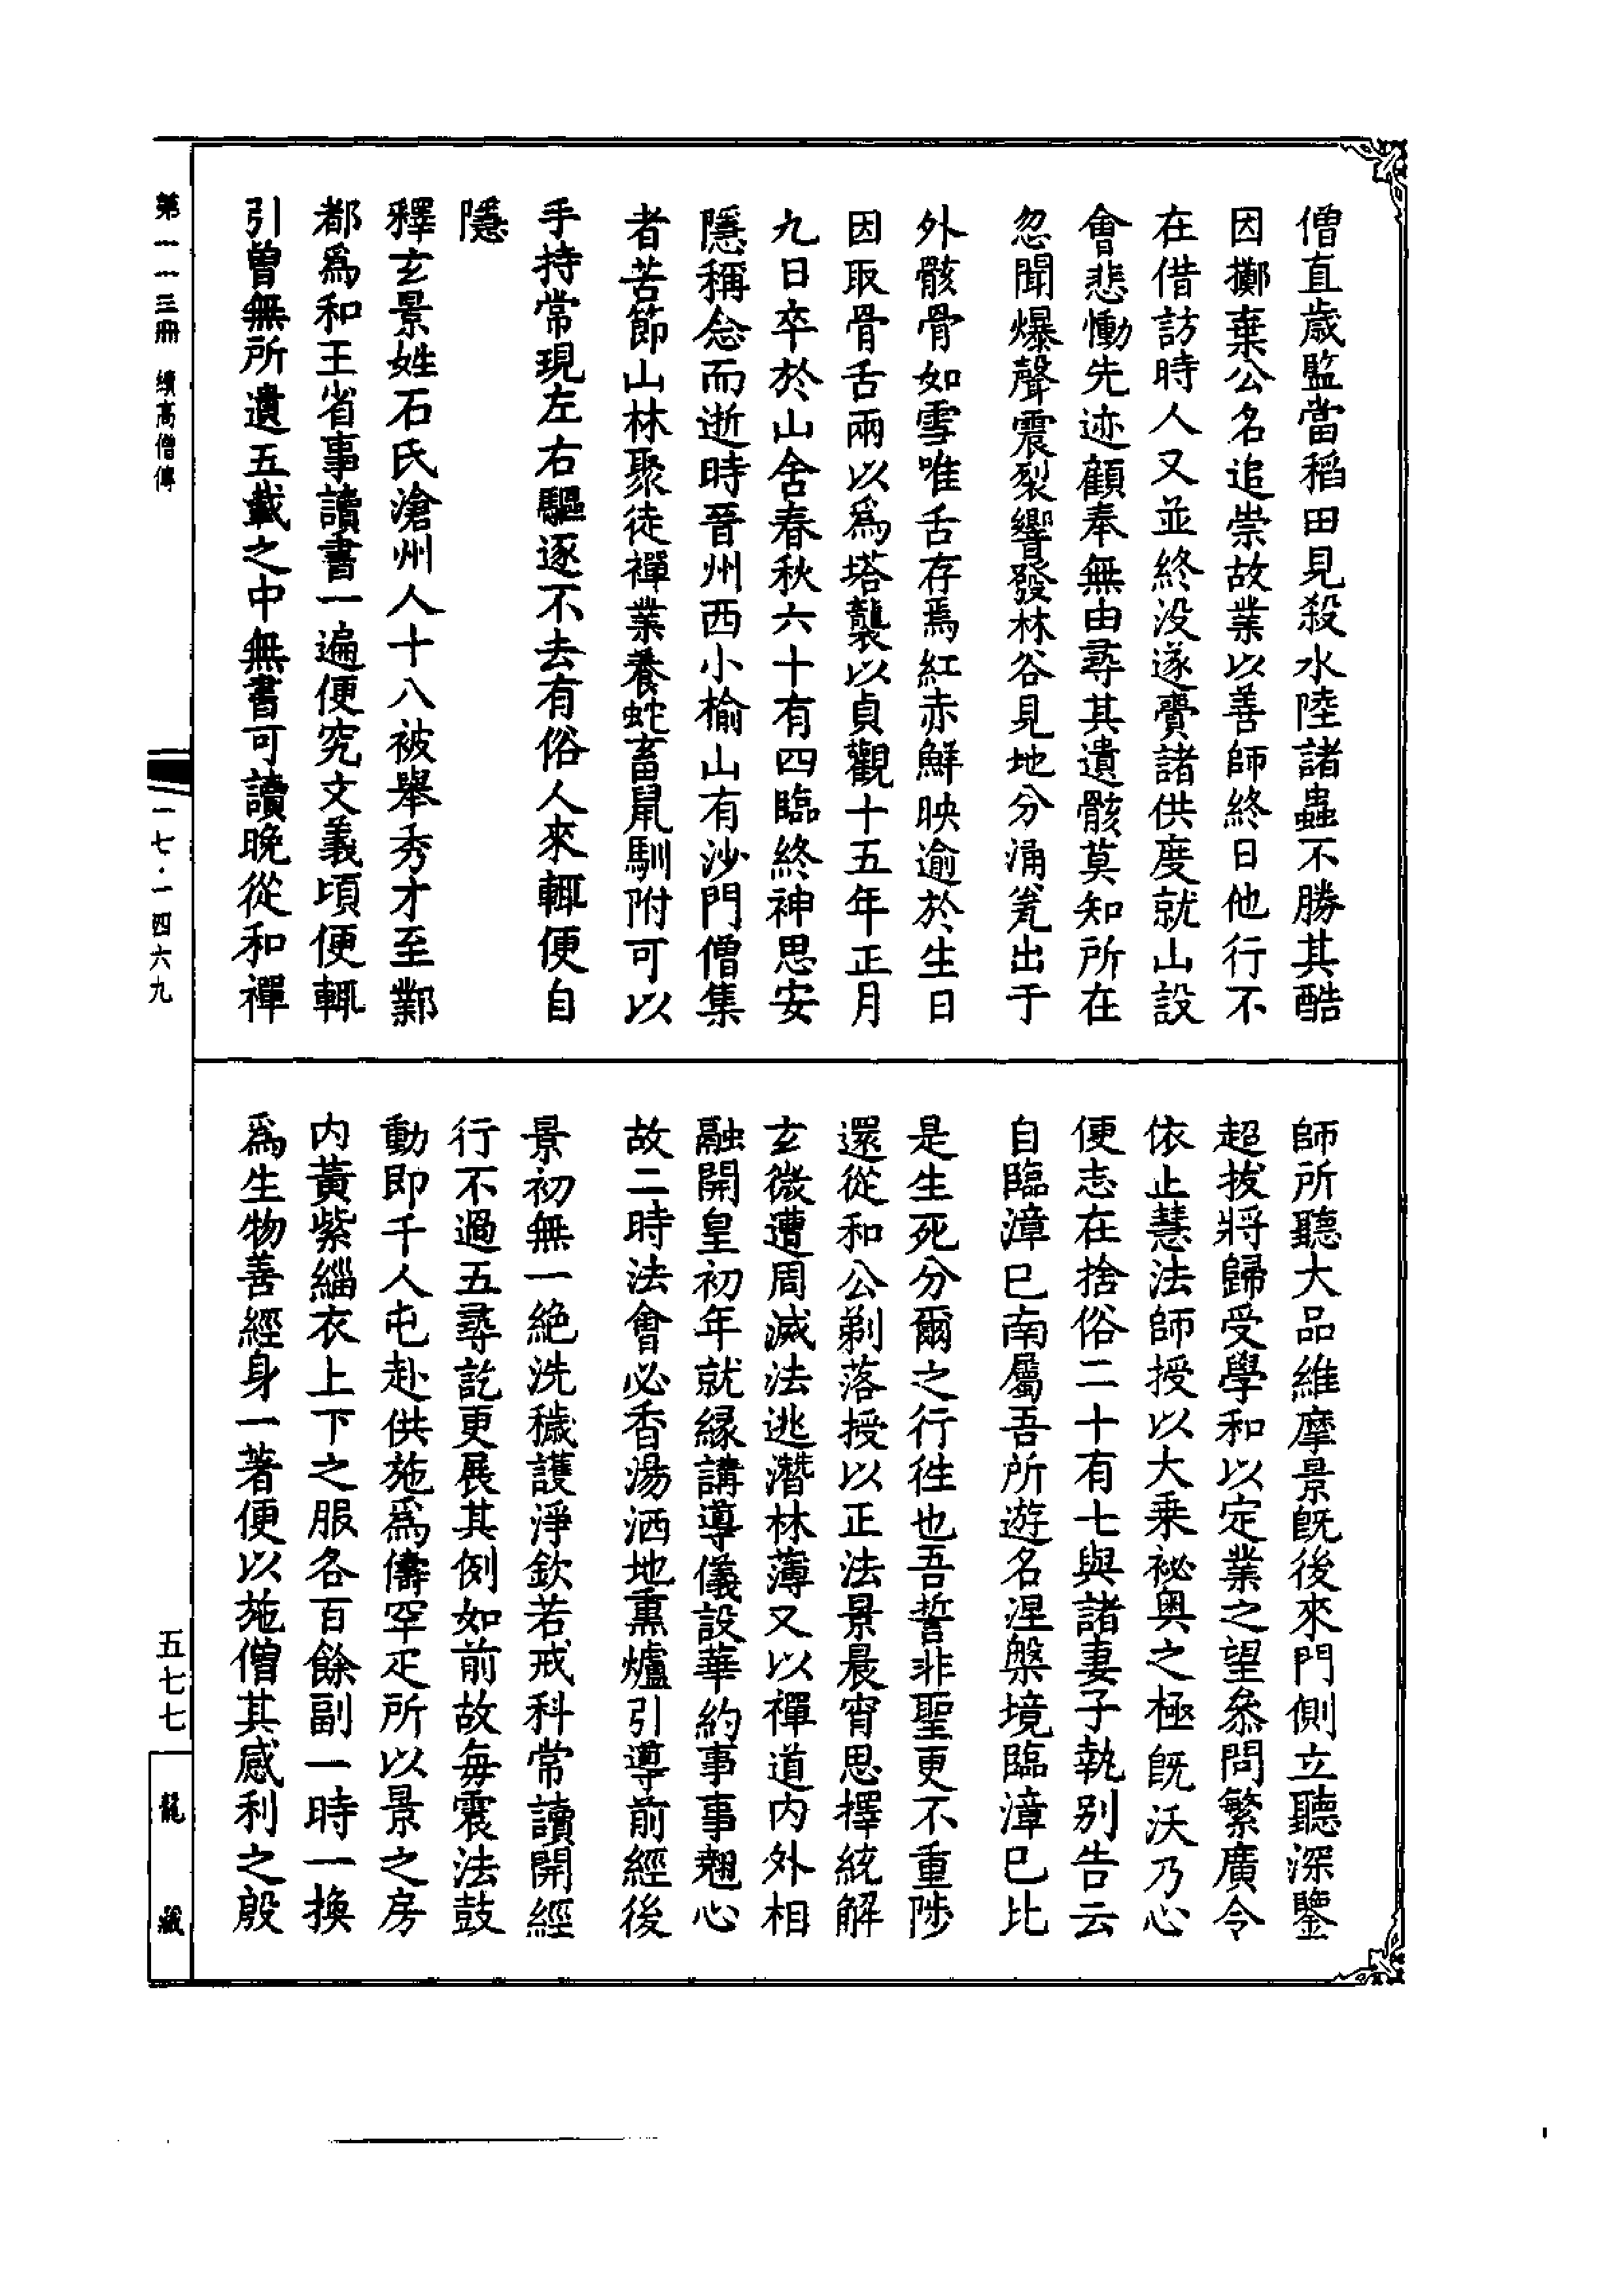 僧直歲監當稻田見殺水陸諸蟲不勝其酷
因擲棄公名追崇故業以善師終日他行不
在借訪時人又並終没遂賷諸供度就山設
會悲慟先迹顧奉無由尋其遺骸莫知所在
忽聞爆聲震裂響發林谷見地分涌瓮出于
外骸骨如雪唯舌存焉紅赤鮮映逾於生日
因取骨舌兩以爲塔襲以貞觀十五年正月
九日卒於山舍春秋六十有四臨終神思安
隱稱念而逝時晉州西小榆山有沙門僧集
者苦節山林聚徒禪業養蛇畜鼠馴附可以
手持常現左右驅逐不去有俗人來輒便自
隱
釋玄景姓石氏滄州人十八被舉秀才至鄴
都爲和王省事讀書一遍便究文義頃便輒
引曾無所遺五載之中無書可讀晚從和禪
師所聽大品維摩景既後來門側立聽深鑒
超拔將歸受學和以定業之望叅問繁廣令
依止慧法師授以大乘祕奥之極既沃乃心
便志在捨俗二十有七與諸妻子執别告云
自臨漳已南屬吾所遊名涅槃境臨漳已比
是生死分爾之行徃也吾誓非聖更不重陟
還從和公剃落授以正法景晨宵思擇統解
玄微遭周滅法逃潛林薄又以禪道内外相
融開皇初年就縁講導儀設華約事事翹心
故二時法會必香湯洒地熏爐引導前經後
景初無一絶洗穢護淨欽若戒科常讀開經
行不過五尋訖更展其例如前故毎震法鼓
動即千人屯赴供施爲儔罕疋所以景之房
内黃紫緇衣上下之服各百餘副一時一換
爲生物善經身一著便以施僧其感利之殷
第一一三冊 續高僧傳
一七·一四六九
五七七
龍藏